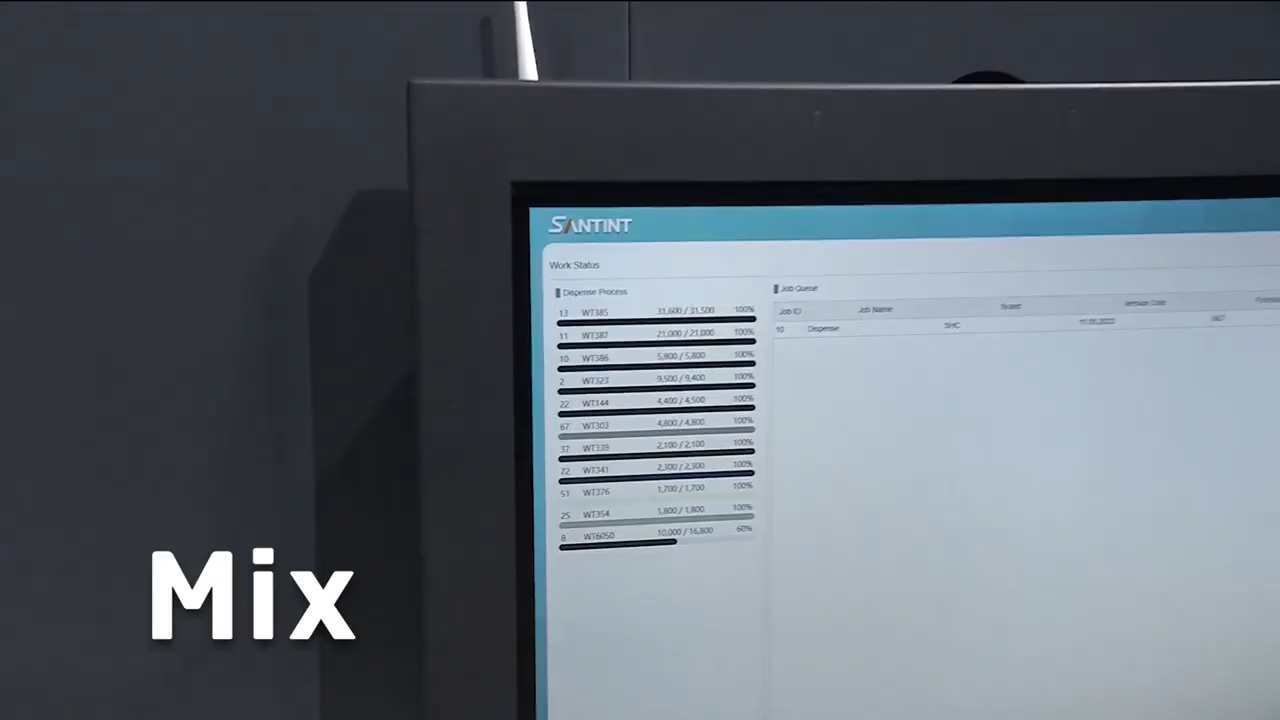 SANTINT
Work Status
Dispense Process
13 WT385 31,600 / 31,500 100%
11 WT387 21,000 / 21,000 100%
10 WT386 5,800 / 5,800 100%
2 WT323 9,500 / 9,400 100%
22 WT144 4,400 / 4,500 100%
67 WT303 4,800 / 4,800 100%
37 WT339 2,100 / 2,100 100%
72 WT341 2,300 / 2,300 100%
51 WT376 1,700 / 1,700 100%
25 WT354 1,800 / 1,800 100%
8 WT6050 10,000 / 16,800 60%
Job Queue
Job ID Job Name Brand Version Date
10 Dispense SHC
Mix